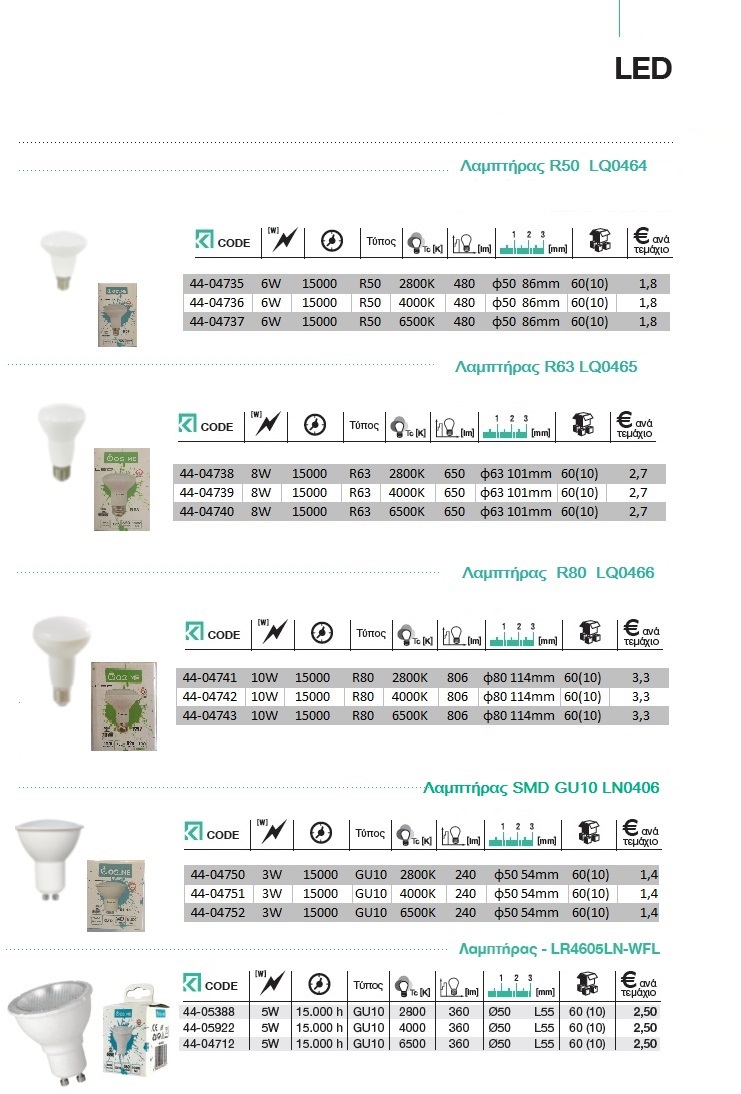 LED
Λαμπτήρας R50 LQ0464
CODE [W] Τύπος Tc [K] [lm] 1 2 3 [mm] € ανά τεμάχιο
44-04735 6W 15000 R50 2800K 480 φ50 86mm 60(10) 1,8
44-04736 6W 15000 R50 4000K 480 φ50 86mm 60(10) 1,8
44-04737 6W 15000 R50 6500K 480 φ50 86mm 60(10) 1,8
Λαμπτήρας R63 LQ0465
CODE [W] Τύπος Tc [K] [lm] 1 2 3 [mm] € ανά τεμάχιο
44-04738 8W 15000 R63 2800K 650 φ63 101mm 60(10) 2,7
44-04739 8W 15000 R63 4000K 650 φ63 101mm 60(10) 2,7
44-04740 8W 15000 R63 6500K 650 φ63 101mm 60(10) 2,7
Λαμπτήρας R80 LQ0466
CODE [W] Τύπος Tc [K] [lm] 1 2 3 [mm] € ανά τεμάχιο
44-04741 10W 15000 R80 2800K 806 φ80 114mm 60(10) 3,3
44-04742 10W 15000 R80 4000K 806 φ80 114mm 60(10) 3,3
44-04743 10W 15000 R80 6500K 806 φ80 114mm 60(10) 3,3
Λαμπτήρας SMD GU10 LN0406
CODE [W] Τύπος Tc [K] [lm] 1 2 3 [mm] € ανά τεμάχιο
44-04750 3W 15000 GU10 2800K 240 φ50 54mm 60(10) 1,4
44-04751 3W 15000 GU10 4000K 240 φ50 54mm 60(10) 1,4
44-04752 3W 15000 GU10 6500K 240 φ50 54mm 60(10) 1,4
Λαμπτήρας - LR4605LN-WFL
CODE [W] Τύπος Tc [K] [lm] 1 2 3 [mm] € ανά τεμάχιο
44-05388 5W 15.000 h GU10 2800 360 Ø50 L55 60 (10) 2,50
44-05922 5W 15.000 h GU10 4000 360 Ø50 L55 60 (10) 2,50
44-04712 5W 15.000 h GU10 6500 360 Ø50 L55 60 (10) 2,50